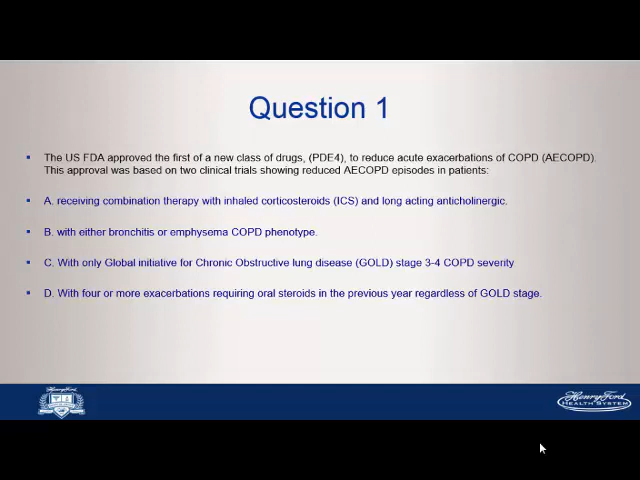 Question 1
The US FDA approved the first of a new class of drugs, (PDE4), to reduce acute exacerbations of COPD (AECOPD).
This approval was based on two clinical trials showing reduced AECOPD episodes in patients:
A. receiving combination therapy with inhaled corticosteroids (ICS) and long acting anticholinergic.
B. with either bronchitis or emphysema COPD phenotype.
C. With only Global initiative for Chronic Obstructive lung disease (GOLD) stage 3-4 COPD severity
D. With four or more exacerbations requiring oral steroids in the previous year regardless of GOLD stage.
Henry Ford
HEALTH SYSTEM